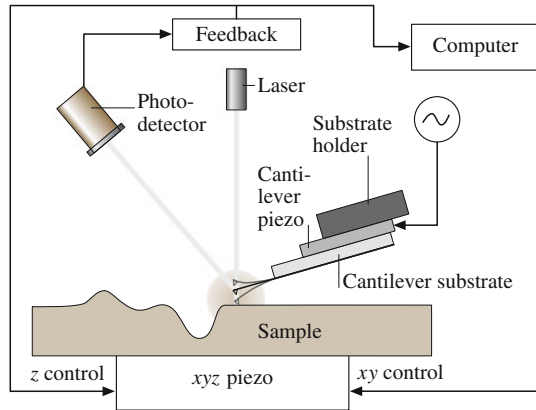 Feedback
Computer
Laser
Photo-
detector
Substrate
holder
Canti-
lever
piezo
Cantilever substrate
Sample
z control
xyz piezo
xy control